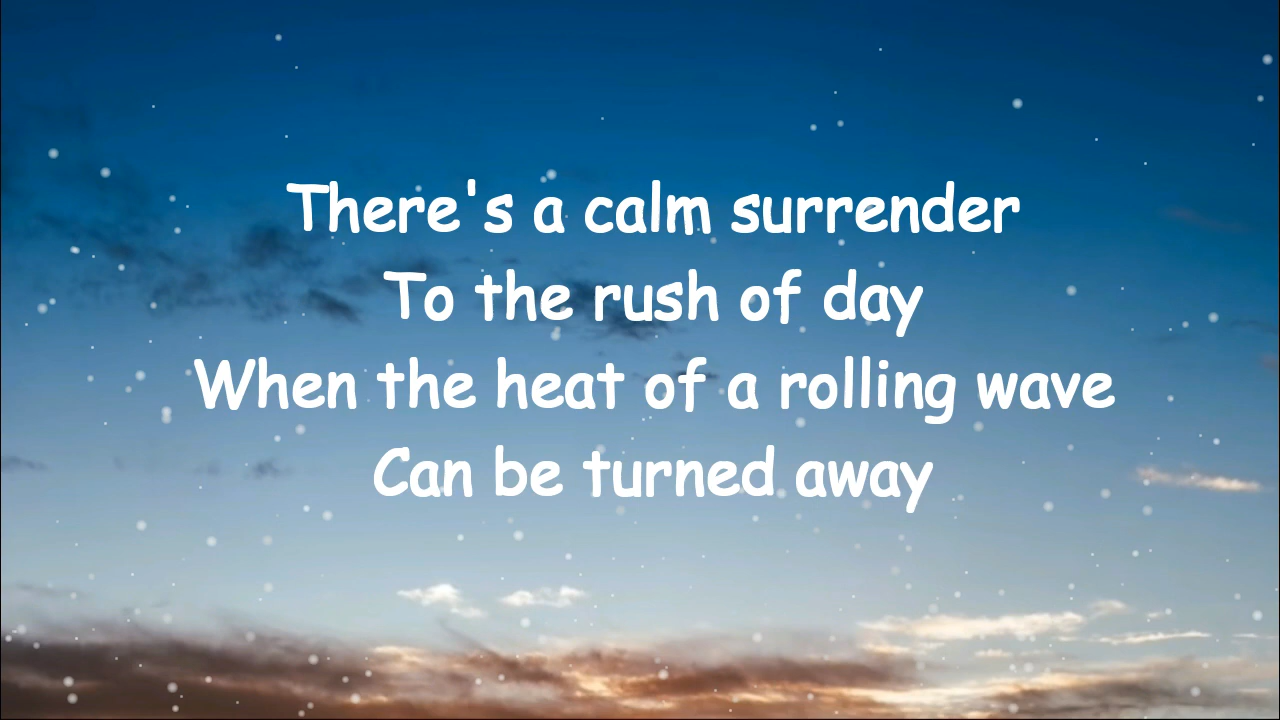 There's a calm surrender
To the rush of day
When the heat of a rolling wave
Can be turned away